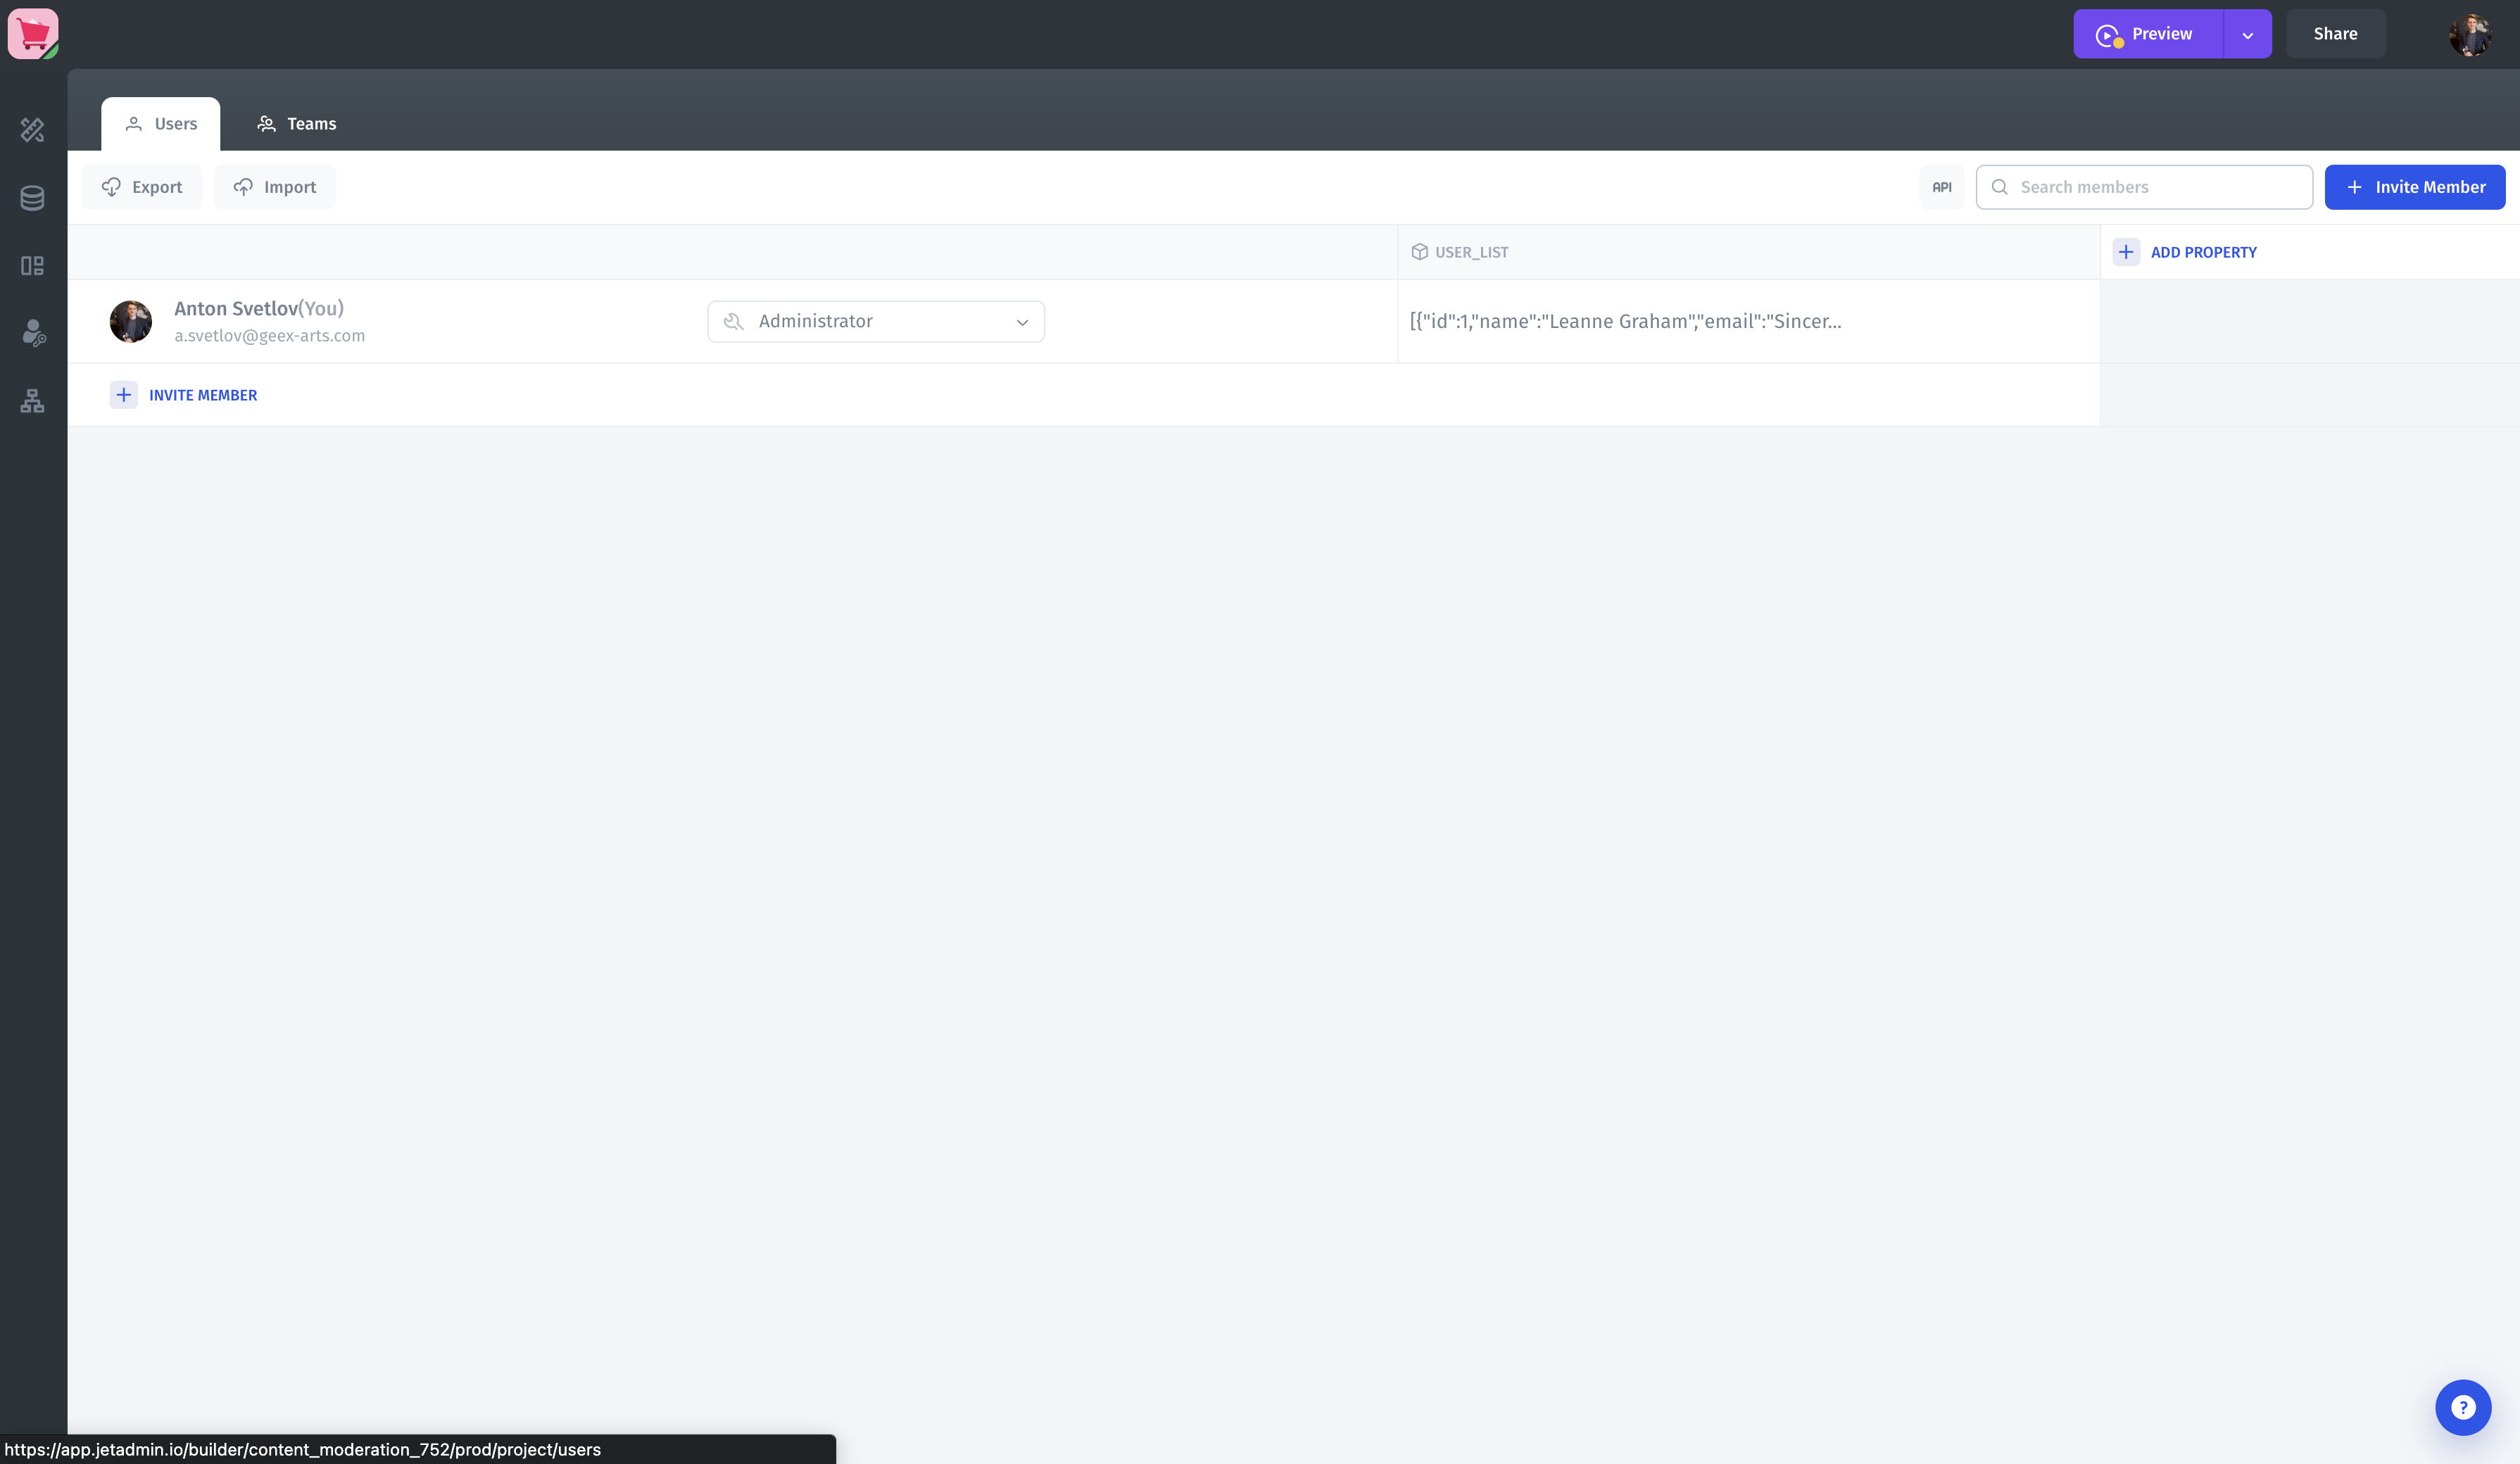 Preview
Share
Users
Teams
Export
Import
API
Search members
Invite Member
USER_LIST
ADD PROPERTY
Anton Svetlov(You)
a.svetlov@geex-arts.com
Administrator
[{"id":1,"name":"Leanne Graham","email":"Sincer...
INVITE MEMBER
?
https://app.jetadmin.io/builder/content_moderation_752/prod/project/users